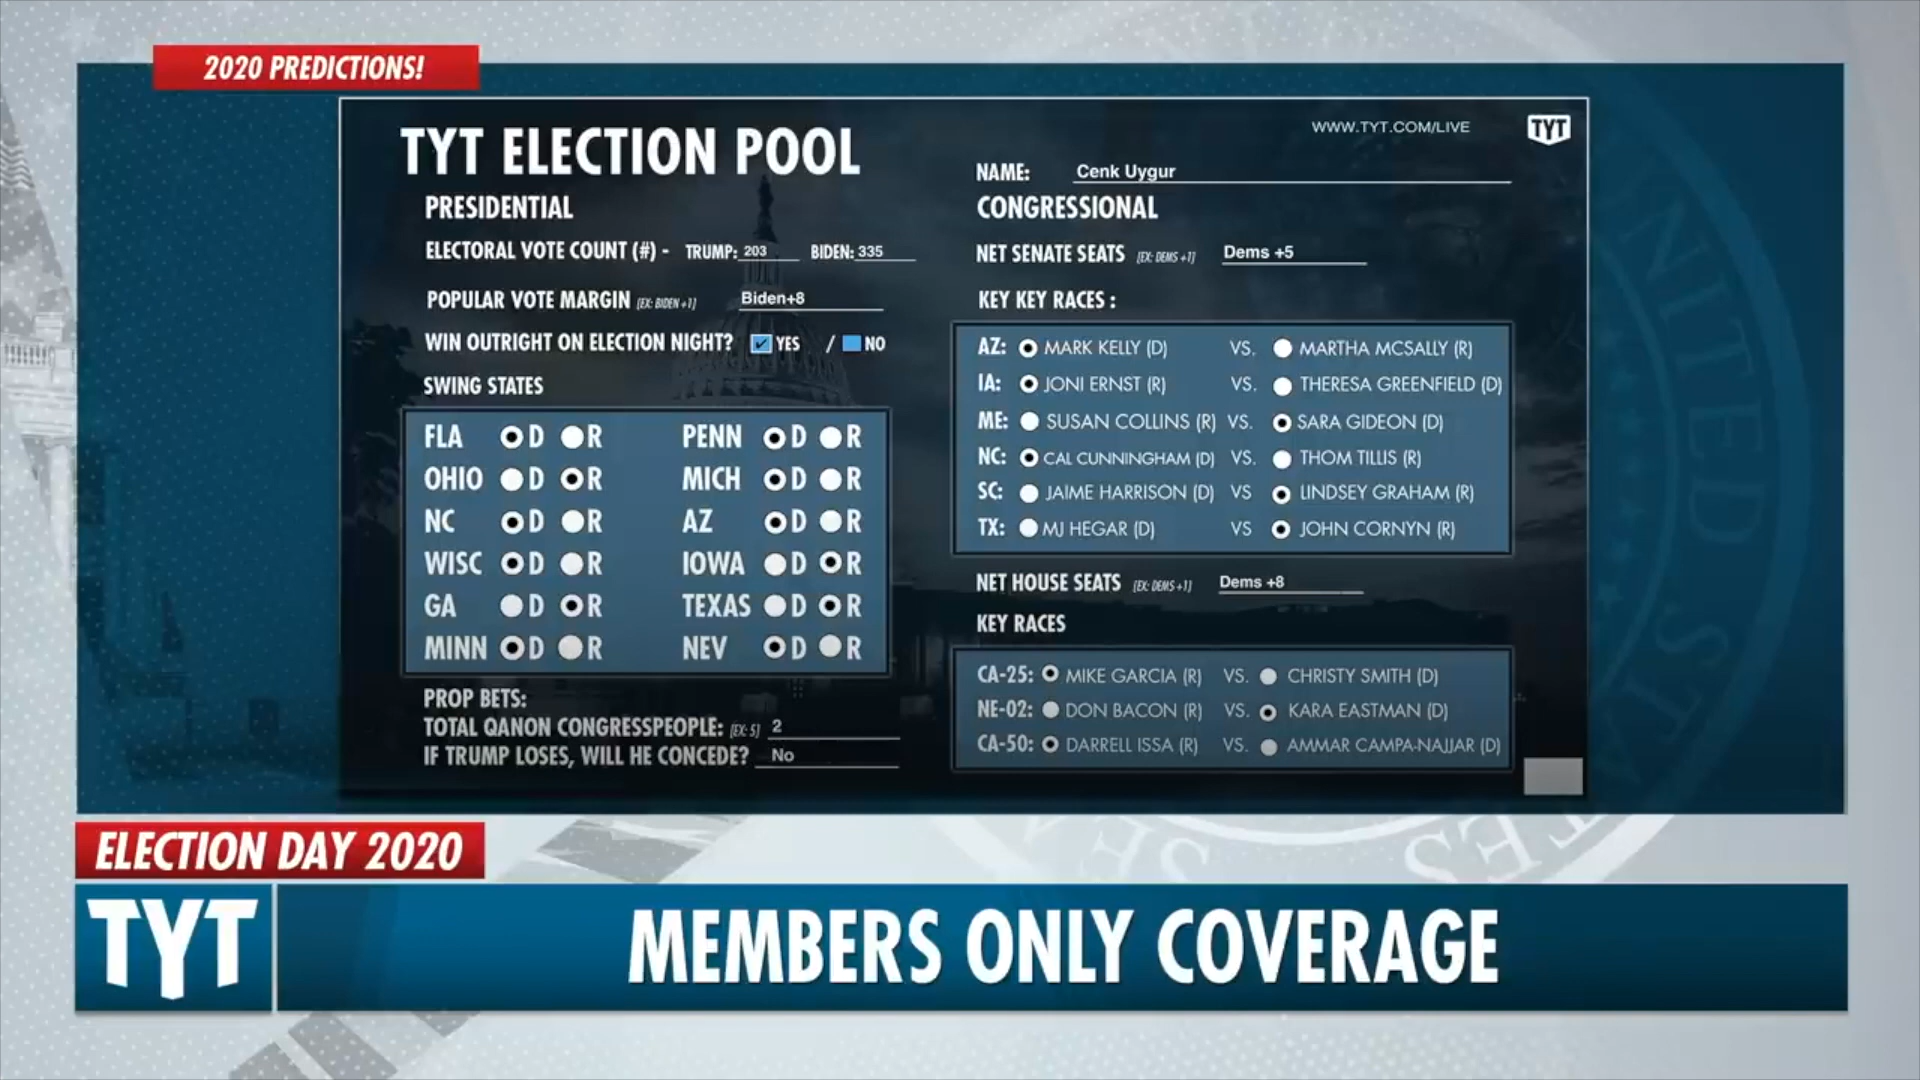 2020 PREDICTIONS!
TYT ELECTION POOL
WWW.TYT.COM/LIVE
TYT
NAME: Cenk Uygur
PRESIDENTIAL
ELECTORAL VOTE COUNT (#) - TRUMP: 203 BIDEN: 335
POPULAR VOTE MARGIN [EX: BIDEN +1] Biden+8
WIN OUTRIGHT ON ELECTION NIGHT? YES / NO
SWING STATES
FLA D R PENN D R
OHIO D R MICH D R
NC D R AZ D R
WISC D R IOWA D R
GA D R TEXAS D R
MINN D R NEV D R
PROP BETS:
TOTAL QANON CONGRESSPEOPLE: [EX: 5] 2
IF TRUMP LOSES, WILL HE CONCEDE? No
CONGRESSIONAL
NET SENATE SEATS [EX: DEMS +1] Dems +5
KEY KEY RACES :
AZ: MARK KELLY (D) VS. MARTHA MCSALLY (R)
IA: JONI ERNST (R) VS. THERESA GREENFIELD (D)
ME: SUSAN COLLINS (R) VS. SARA GIDEON (D)
NC: CAL CUNNINGHAM (D) VS. THOM TILLIS (R)
SC: JAIME HARRISON (D) VS LINDSEY GRAHAM (R)
TX: MJ HEGAR (D) VS JOHN CORNYN (R)
NET HOUSE SEATS [EX: DEMS +1] Dems +8
KEY RACES
CA-25: MIKE GARCIA (R) VS. CHRISTY SMITH (D)
NE-02: DON BACON (R) VS. KARA EASTMAN (D)
CA-50: DARRELL ISSA (R) VS. AMMAR CAMPA-NAJJAR (D)
ELECTION DAY 2020
TYT
MEMBERS ONLY COVERAGE